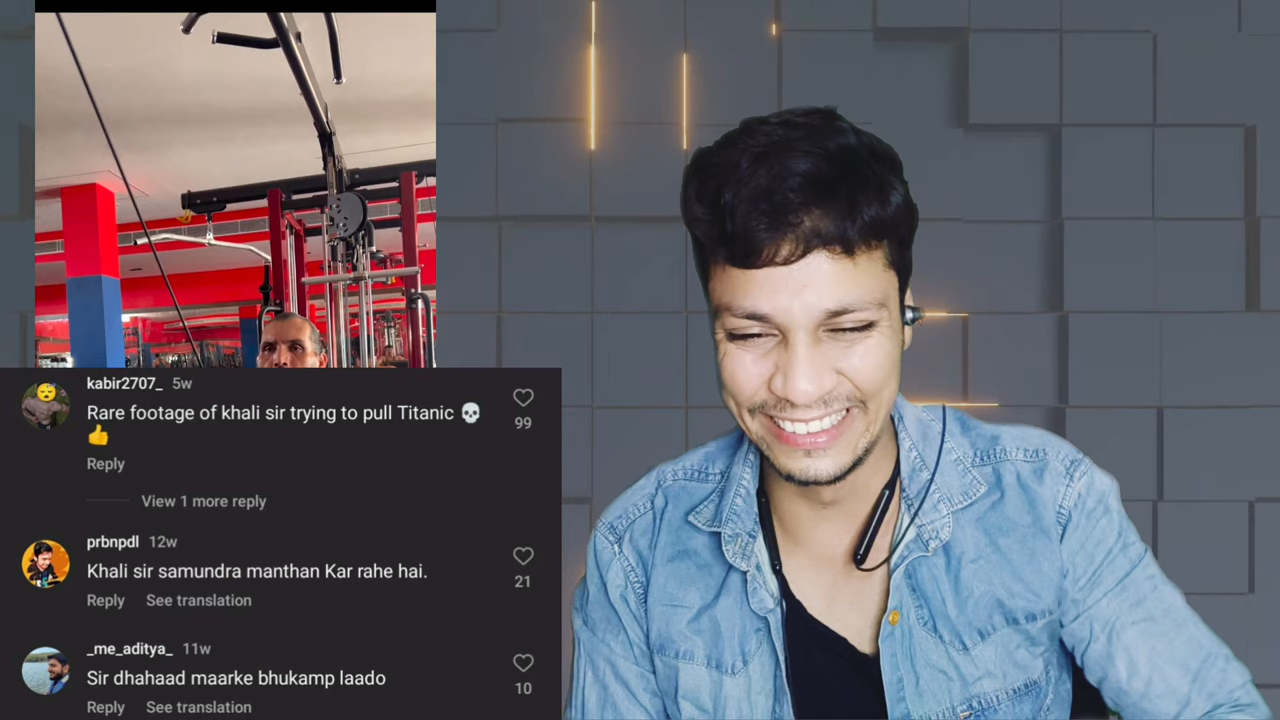 kabir2707_ 5w
Rare footage of khali sir trying to pull Titanic 💀
👍
99
Reply
View 1 more reply
prbnpdl 12w
Khali sir samundra manthan Kar rahe hai.
21
Reply See translation
_me_aditya_ 11w
Sir dhahaad maarke bhukamp laado
10
Reply See translation